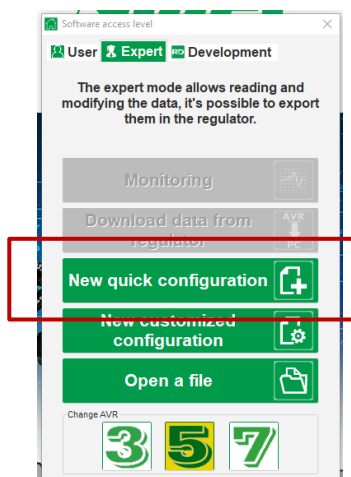 Software access level
User Expert RD Development
The expert mode allows reading and
modifying the data, it's possible to export
them in the regulator.
Monitoring
Download data from
regulator
AVR
PC
New quick configuration
New customized
configuration
Open a file
Change AVR
3 5 7